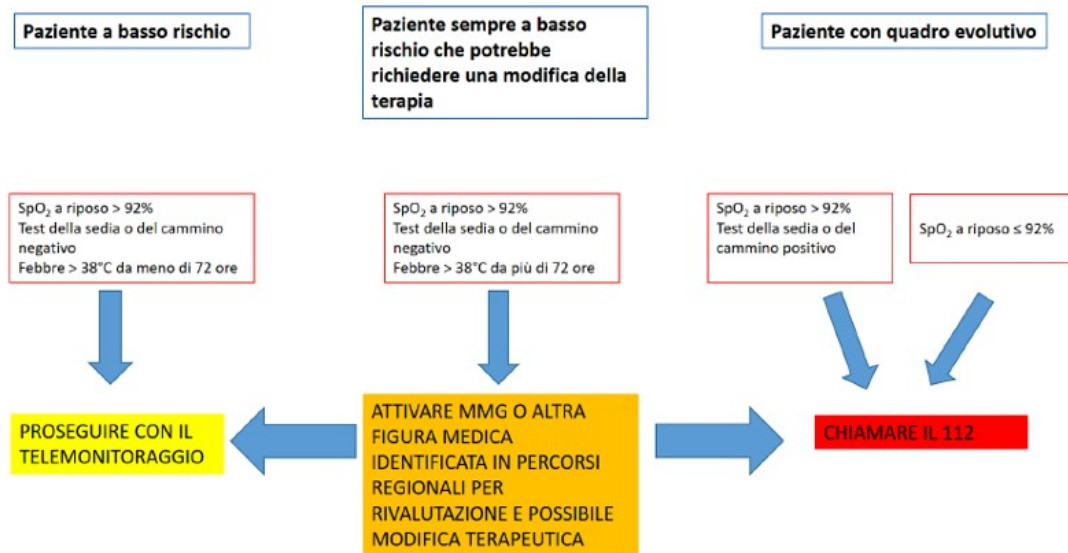 Paziente a basso rischio
Paziente sempre a basso
rischio che potrebbe
richiedere una modifica della
terapia
Paziente con quadro evolutivo
SpO₂ a riposo > 92%
Test della sedia o del cammino
negativo
Febbre > 38°C da meno di 72 ore
SpO₂ a riposo > 92%
Test della sedia o del cammino
negativo
Febbre > 38°C da più di 72 ore
SpO₂ a riposo > 92%
Test della sedia o del
cammino positivo
SpO₂ a riposo ≤ 92%
PROSEGUIRE CON IL
TELEMONITORAGGIO
ATTIVARE MMG O ALTRA
FIGURA MEDICA
IDENTIFICATA IN PERCORSI
REGIONALI PER
RIVALUTAZIONE E POSSIBILE
MODIFICA TERAPEUTICA
CHIAMARE IL 112